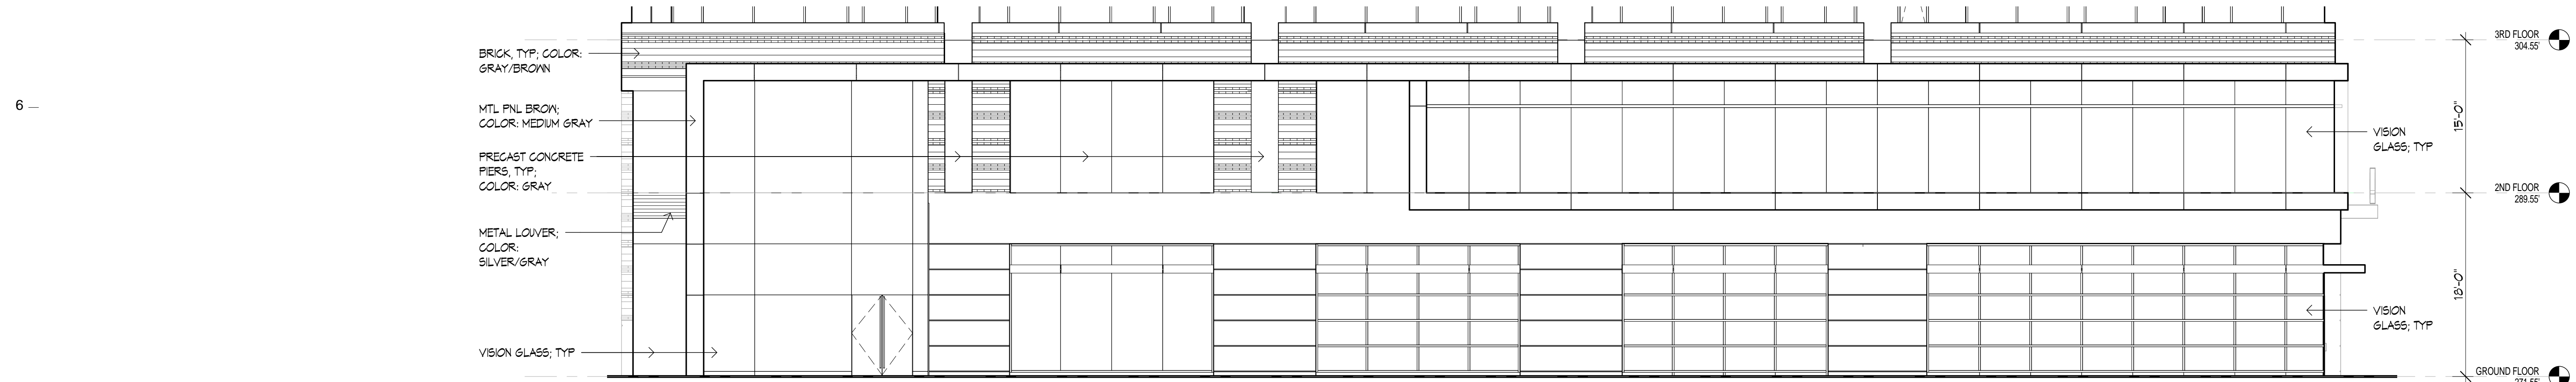 BRICK, TYP; COLOR:
GRAY/BROWN
3RD FLOOR
304.55'
6
MTL PNL BROW;
COLOR: MEDIUM GRAY
15'-0"
VISION
GLASS; TYP
PRECAST CONCRETE
PIERS, TYP;
COLOR: GRAY
2ND FLOOR
289.55'
METAL LOUVER;
COLOR:
SILVER/GRAY
18'-0"
VISION
GLASS; TYP
VISION GLASS; TYP
GROUND FLOOR
271.55'